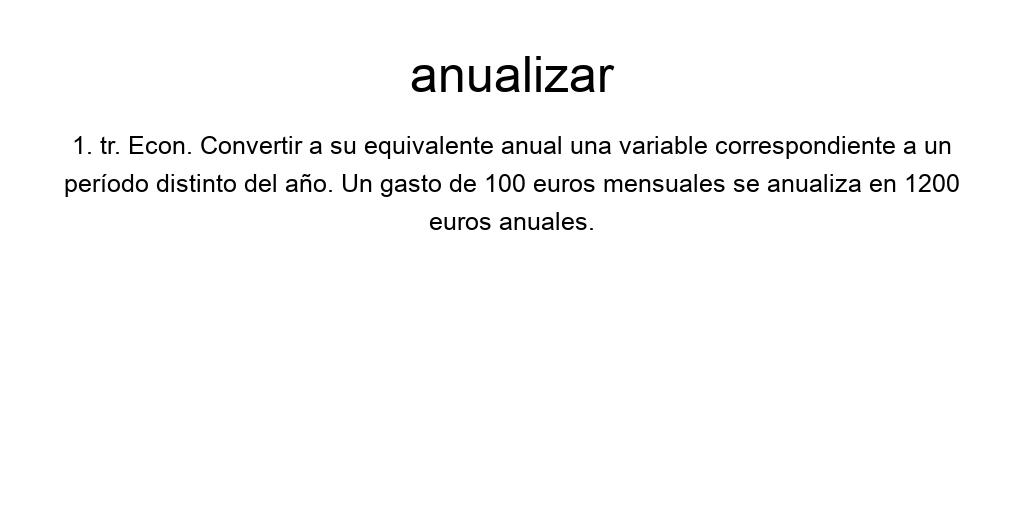 anualizar
1. tr. Econ. Convertir a su equivalente anual una variable correspondiente a un
período distinto del año. Un gasto de 100 euros mensuales se anualiza en 1200
euros anuales.